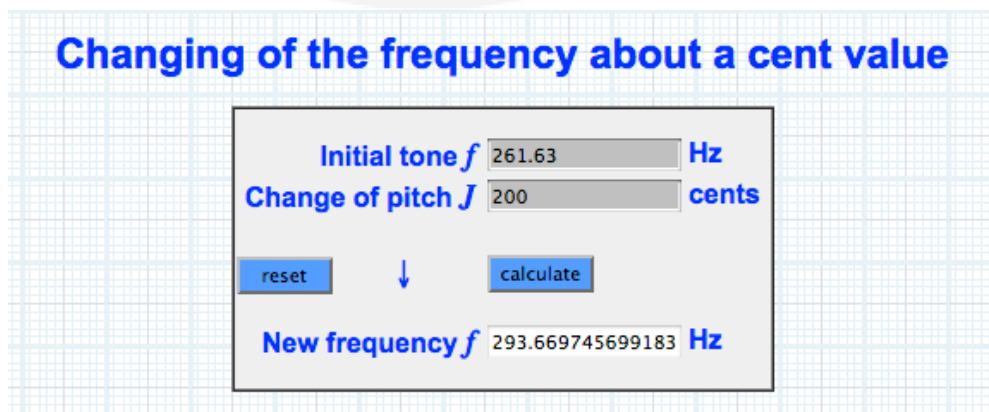 Changing of the frequency about a cent value
Initial tone f 261.63 Hz
Change of pitch J 200 cents
reset ↓ calculate
New frequency f 293.669745699183 Hz